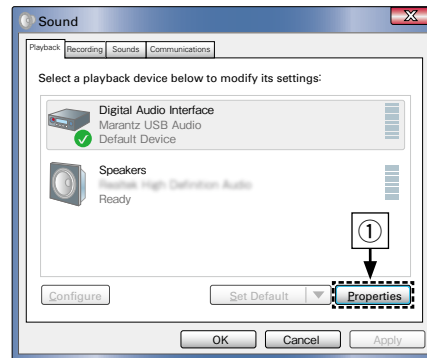 Sound
Playback Recording Sounds Communications
Select a playback device below to modify its settings:
Digital Audio Interface
Marantz USB Audio
Default Device
Speakers
Ready
①
Configure Set Default Properties
OK Cancel Apply